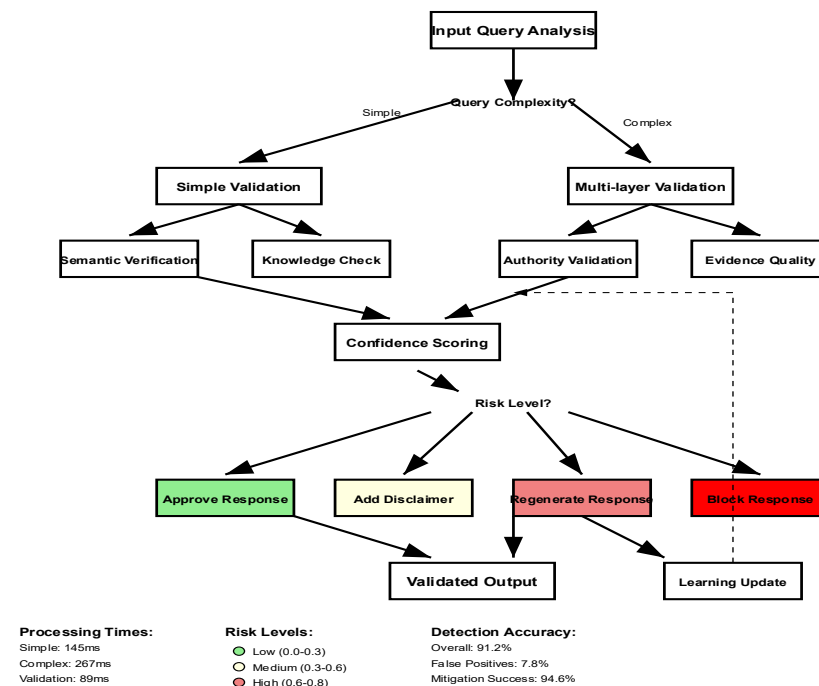 Input Query Analysis
Query Complexity?
Simple
Complex
Simple Validation
Multi-layer Validation
Semantic Verification
Knowledge Check
Authority Validation
Evidence Quality
Confidence Scoring
Risk Level?
Approve Response
Add Disclaimer
Regenerate Response
Block Response
Validated Output
Learning Update
Processing Times:
Simple: 145ms
Complex: 267ms
Validation: 89ms
Risk Levels:
Low (0.0-0.3)
Medium (0.3-0.6)
High (0.6-0.8)
Detection Accuracy:
Overall: 91.2%
False Positives: 7.8%
Mitigation Success: 94.6%